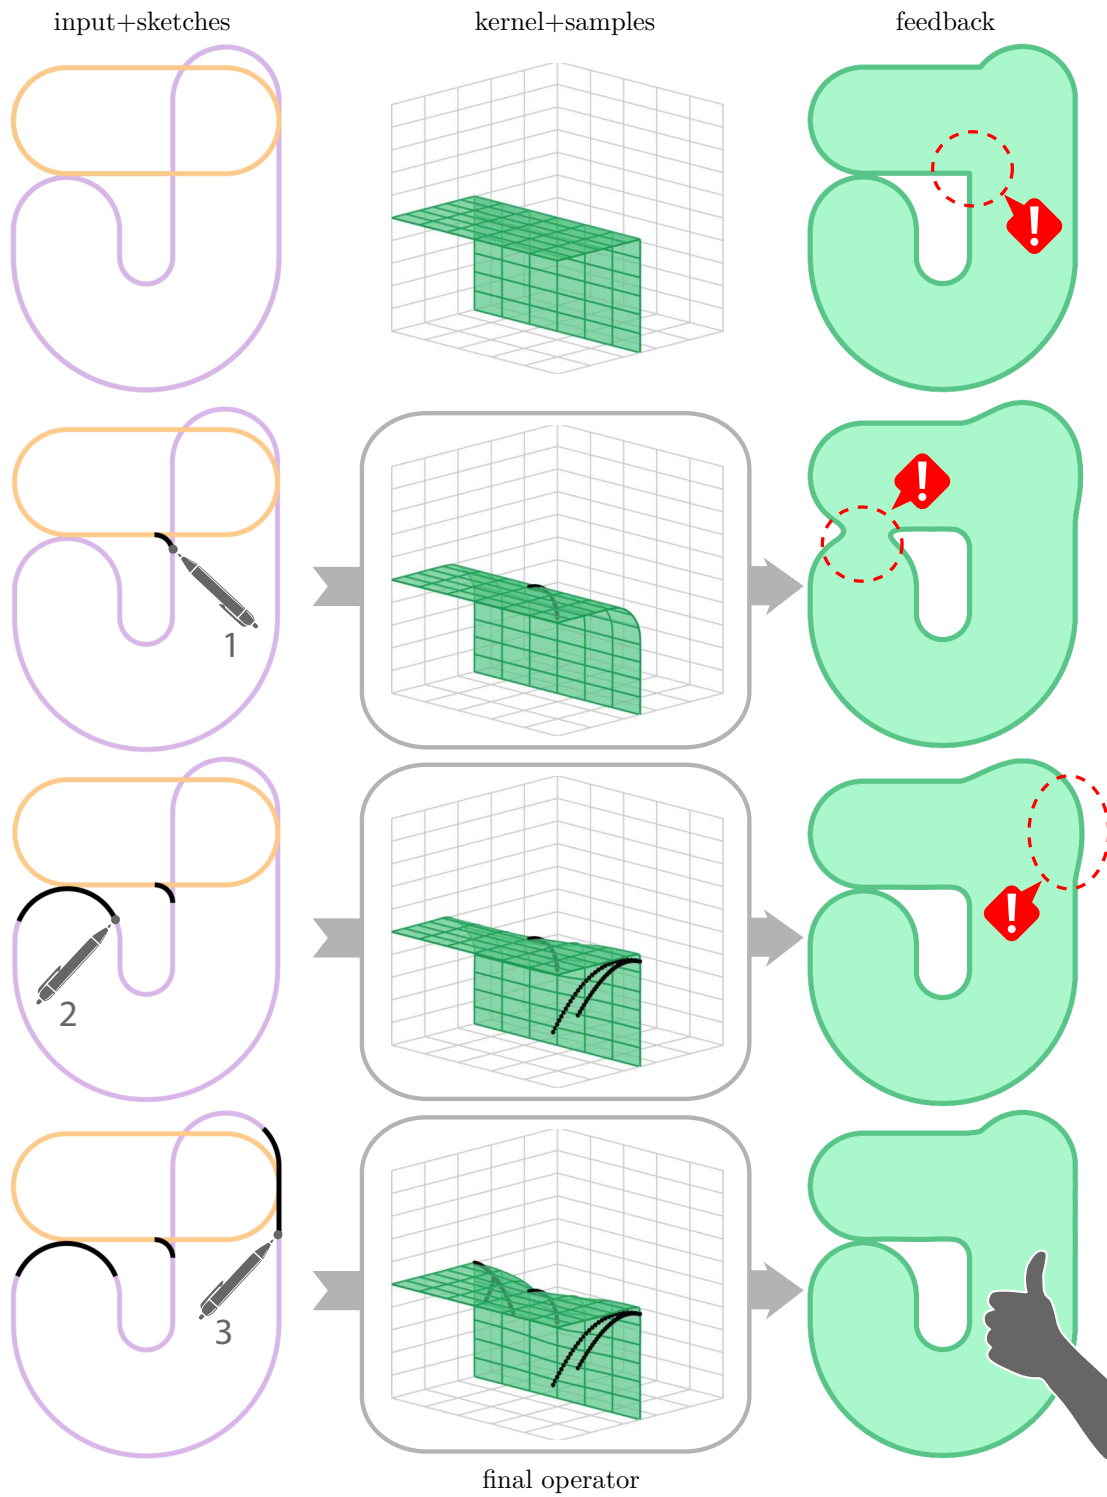 input+sketches
kernel+samples
feedback
!
1
!
2
!
3
final operator